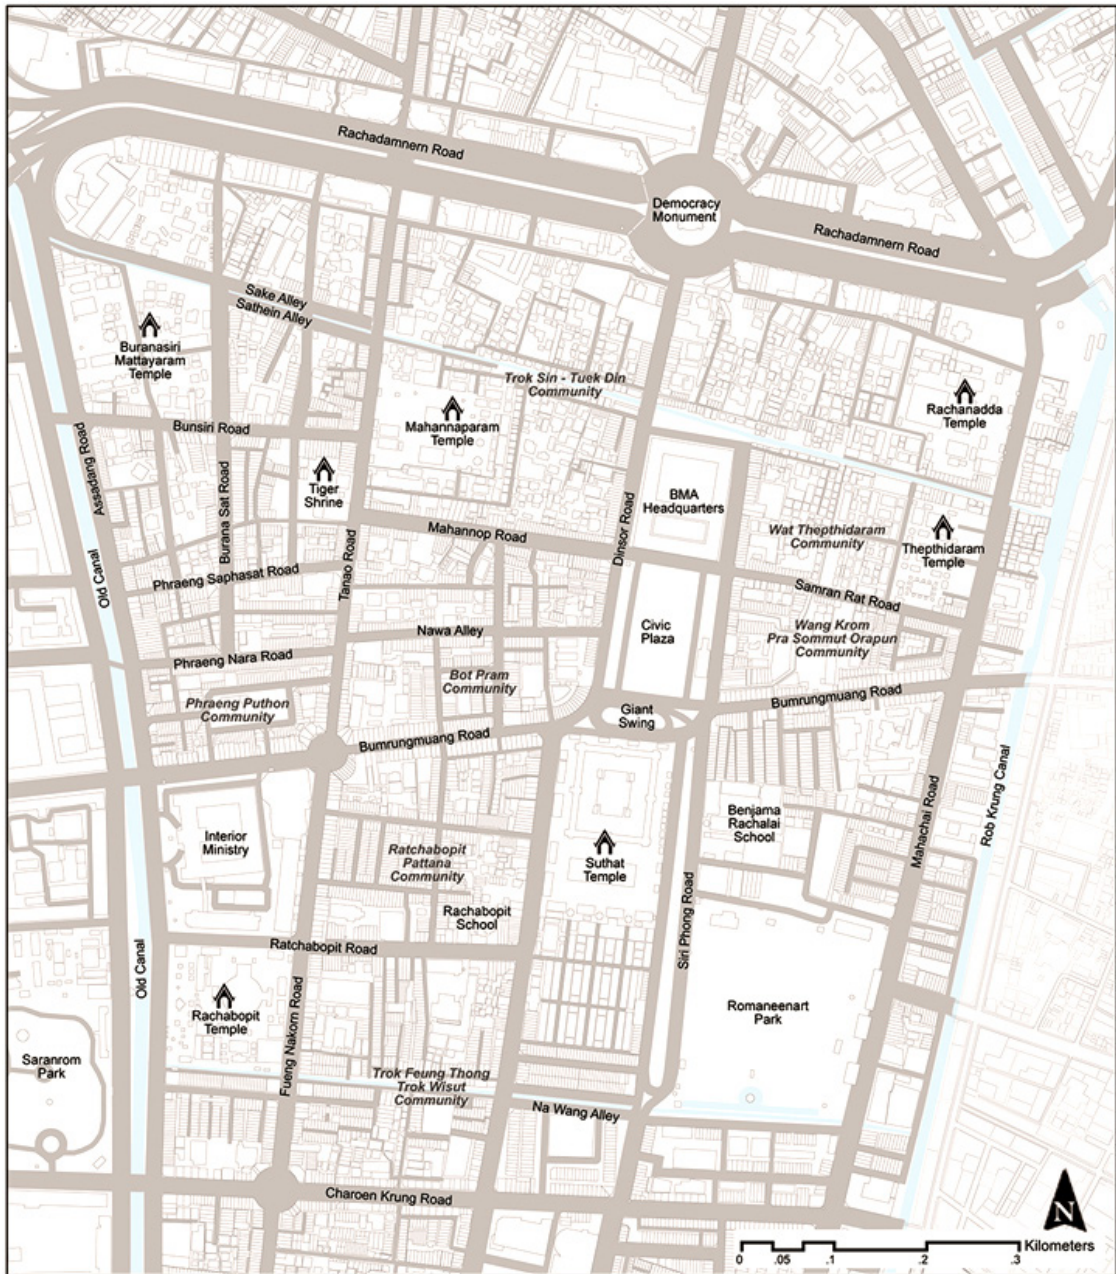 Rachadamnern Road
Democracy
Monument
Rachadamnern Road
Sake Alley
Sathein Alley
Buranasiri
Mattayaram
Temple
Trok Sin - Tuek Din
Community
Rachanadda
Temple
Mahannaparam
Temple
Bunsiri Road
Assadang Road
Burana Sat Road
Tiger
Shrine
BMA
Headquarters
Dinsor Road
Mahannop Road
Wat Thepthidaram
Community
Thepthidaram
Temple
Old Canal
Phraeng Saphasat Road
Tanao Road
Samran Rat Road
Nawa Alley
Civic
Plaza
Wang Krom
Pra Sommut Orapun
Community
Phraeng Nara Road
Bot Pram
Community
Phraeng Puthon
Community
Bumrungmuang Road
Giant
Swing
Bumrungmuang Road
Rob Krung Canal
Mahachai Road
Interior
Ministry
Benjama
Rachalai
School
Ratchabopit
Pattana
Community
Suthat
Temple
Rachabopit
School
Siri Phong Road
Ratchabopit Road
Old Canal
Rachabopit
Temple
Fueng Nakorn Road
Romaneenart
Park
Saranrom
Park
Trok Feung Thong
Trok Wisut
Community
Na Wang Alley
Charoen Krung Road
N
Kilometers
0 .05 .1 .2 .3